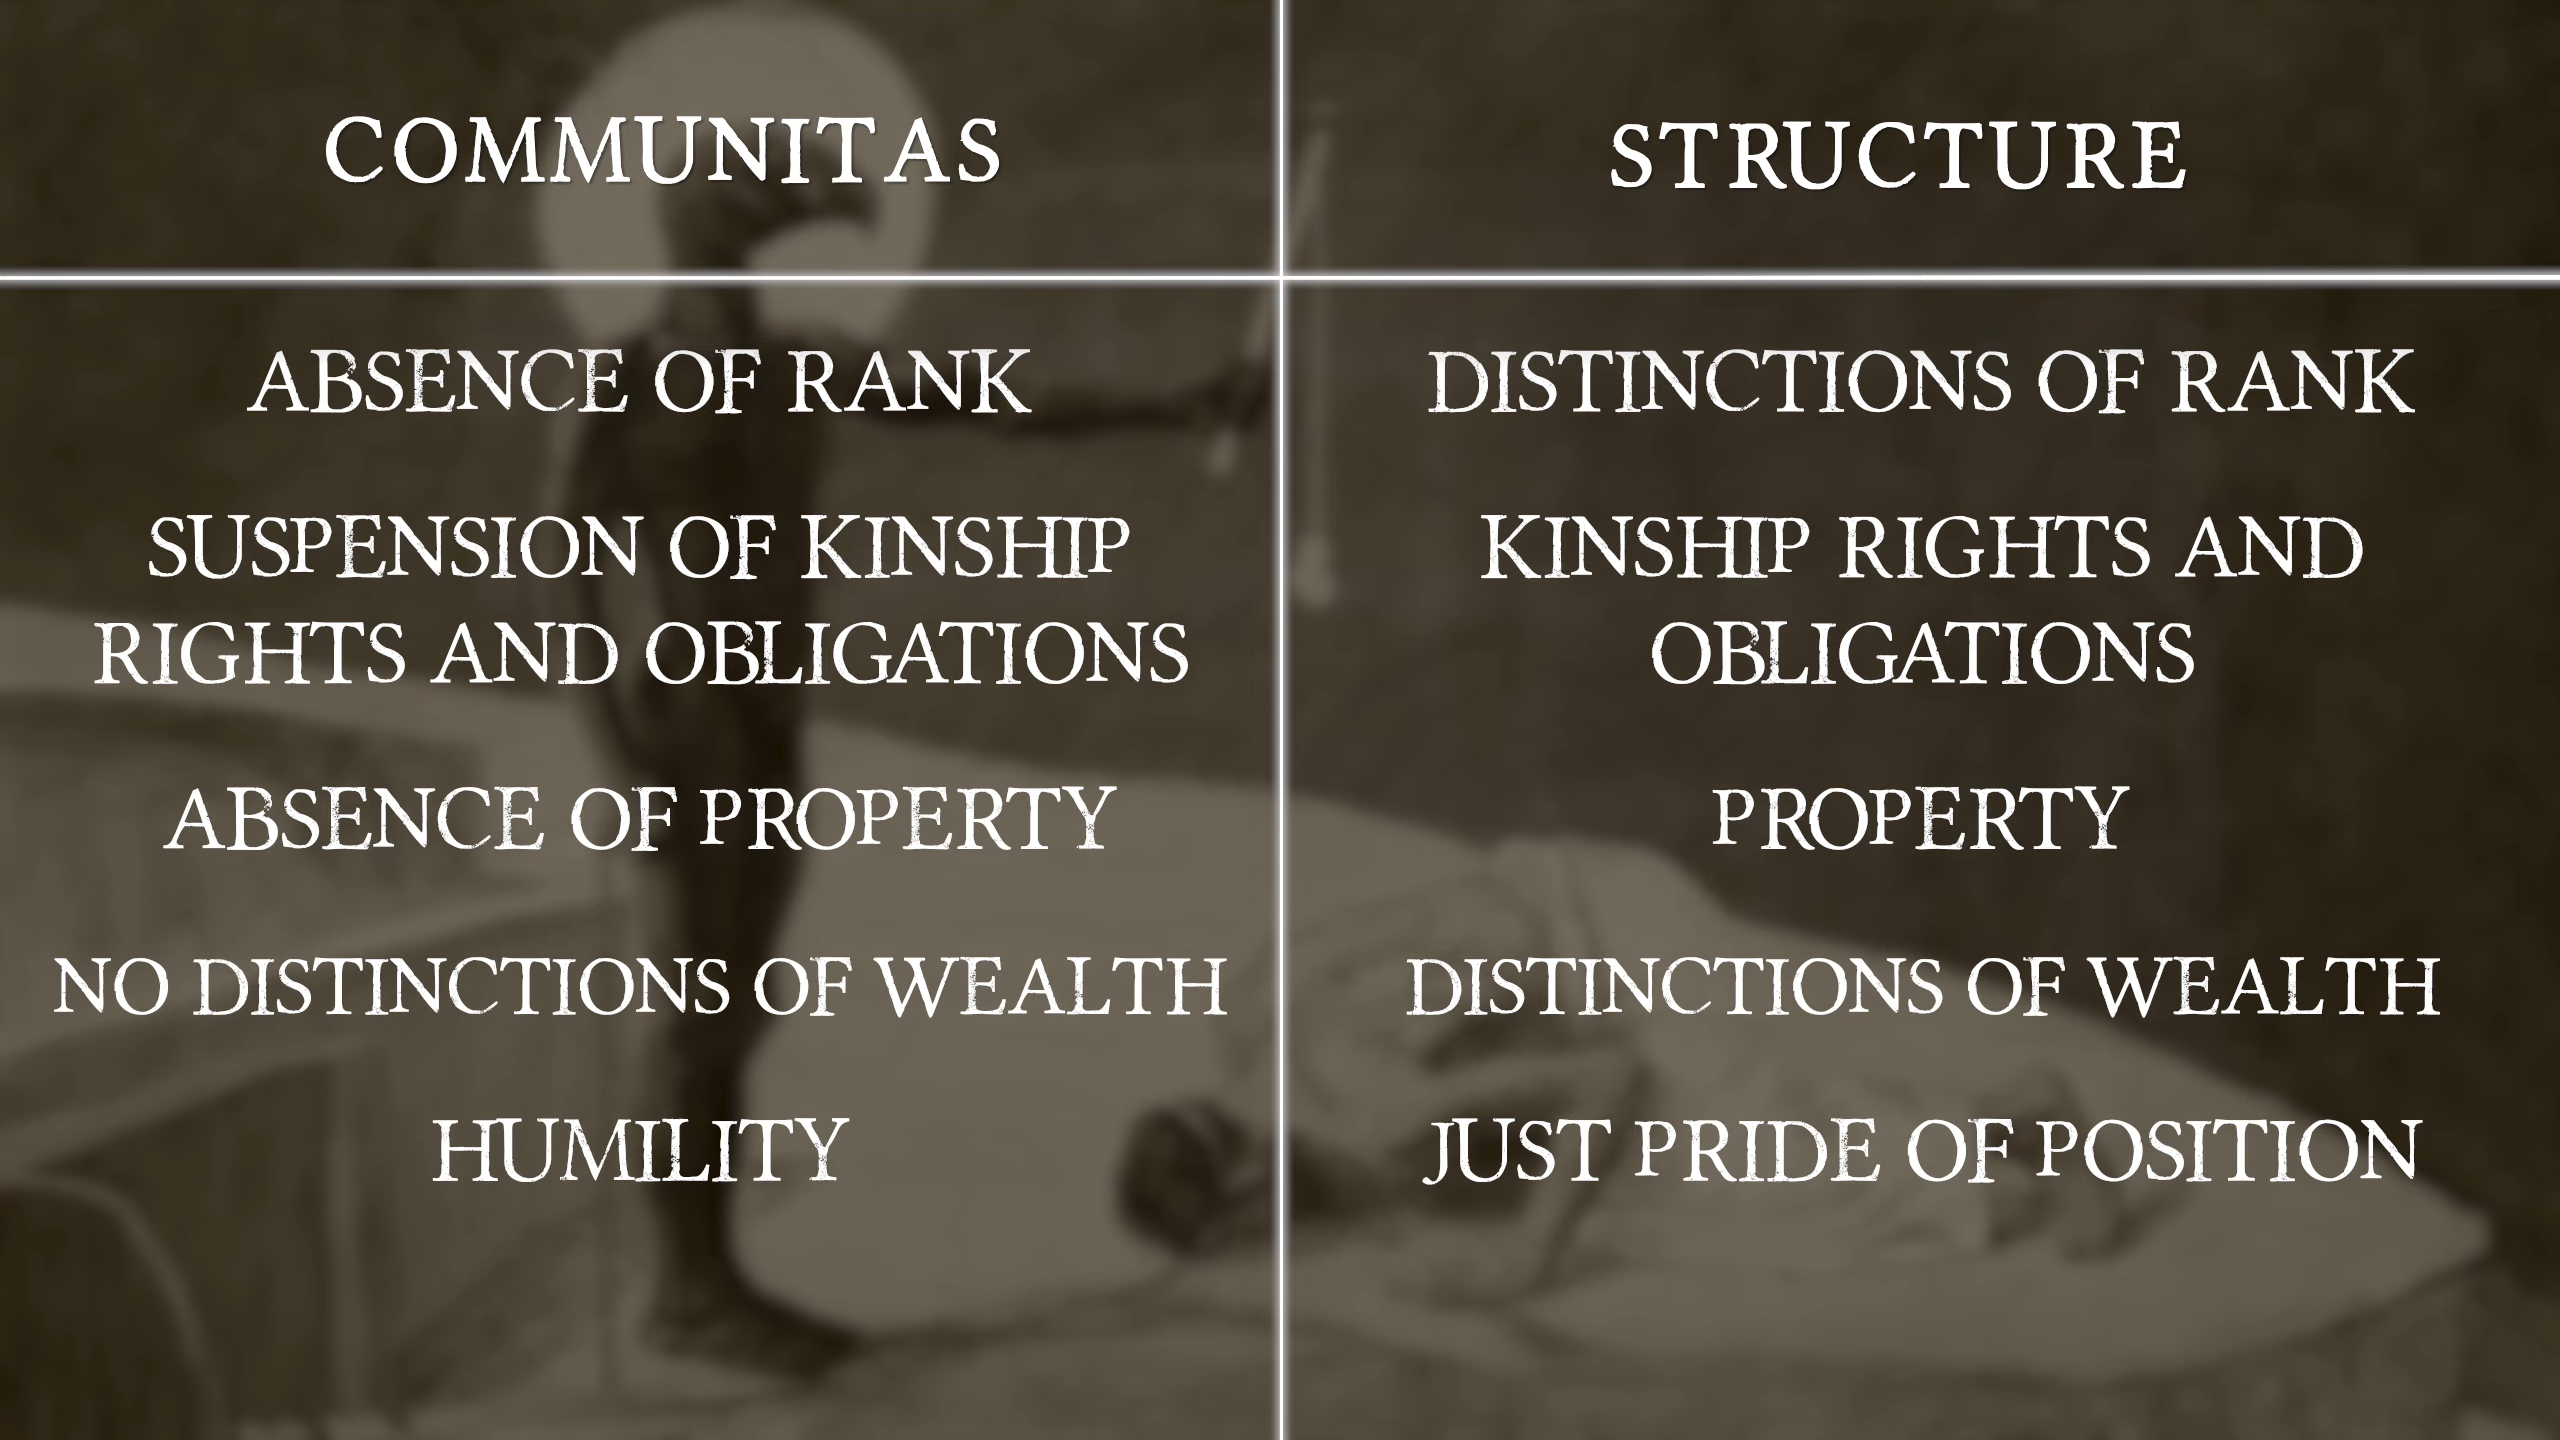 COMMUNITAS
STRUCTURE
ABSENCE OF RANK
DISTINCTIONS OF RANK
SUSPENSION OF KINSHIP
RIGHTS AND OBLIGATIONS
KINSHIP RIGHTS AND
OBLIGATIONS
ABSENCE OF PROPERTY
PROPERTY
NO DISTINCTIONS OF WEALTH
DISTINCTIONS OF WEALTH
HUMILITY
JUST PRIDE OF POSITION